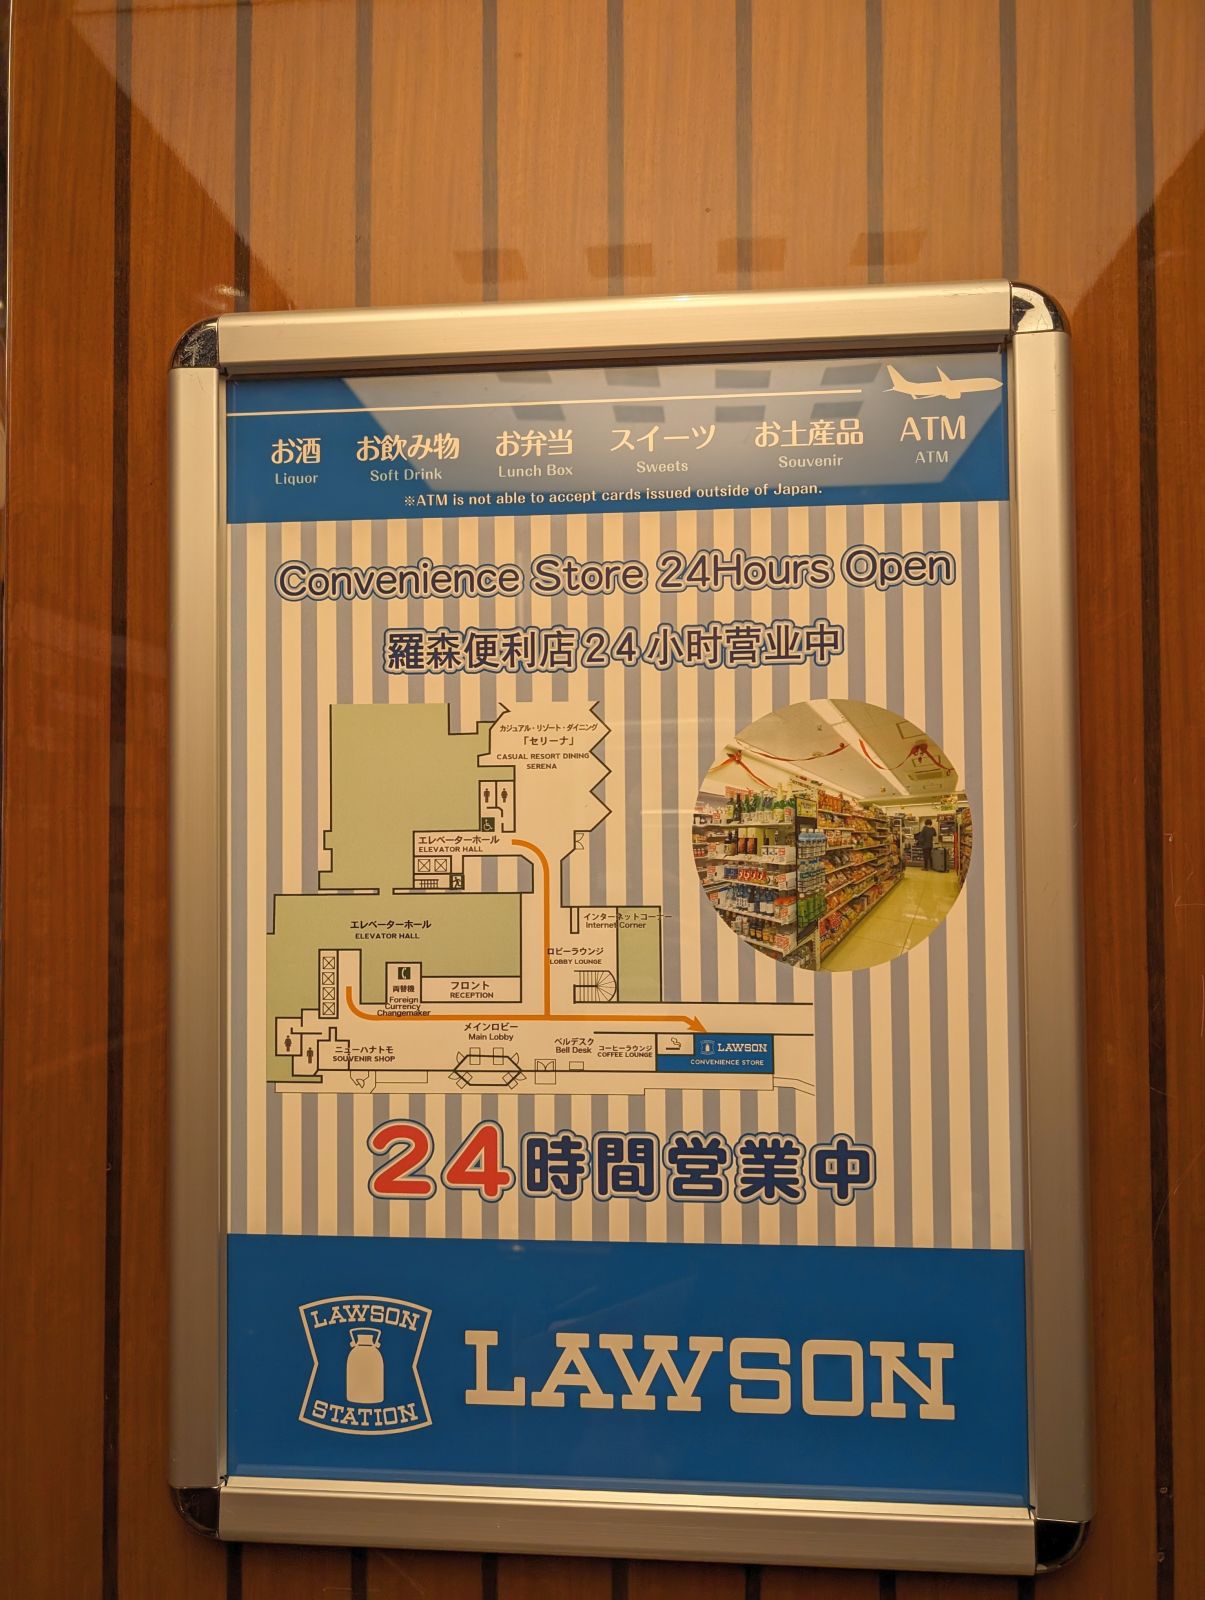 お酒 お飲み物 お弁当 スイーツ お土産品 ATM
Liquor Soft Drink Lunch Box Sweets Souvenir ATM
※ATM is not able to accept cards issued outside of Japan.
Convenience Store 24Hours Open
羅森便利店24小时营业中
カジュアル・リゾート・ダイニング
「セリーナ」
CASUAL RESORT DINING
SERENA
エレベーターホール
ELEVATOR HALL
エレベーターホール
ELEVATOR HALL
インターネットコーナー
Internet Corner
ロビーラウンジ
LOBBY LOUNGE
両替機
Foreign
Currency
Changemaker
フロント
RECEPTION
メインロビー
Main Lobby
ニューハナトモ
SOUVENIR SHOP
ベルデスク
Bell Desk
コーヒーラウンジ
COFFEE LOUNGE
LAWSON
CONVENIENCE STORE
24時間営業中
LAWSON
STATION
LAWSON